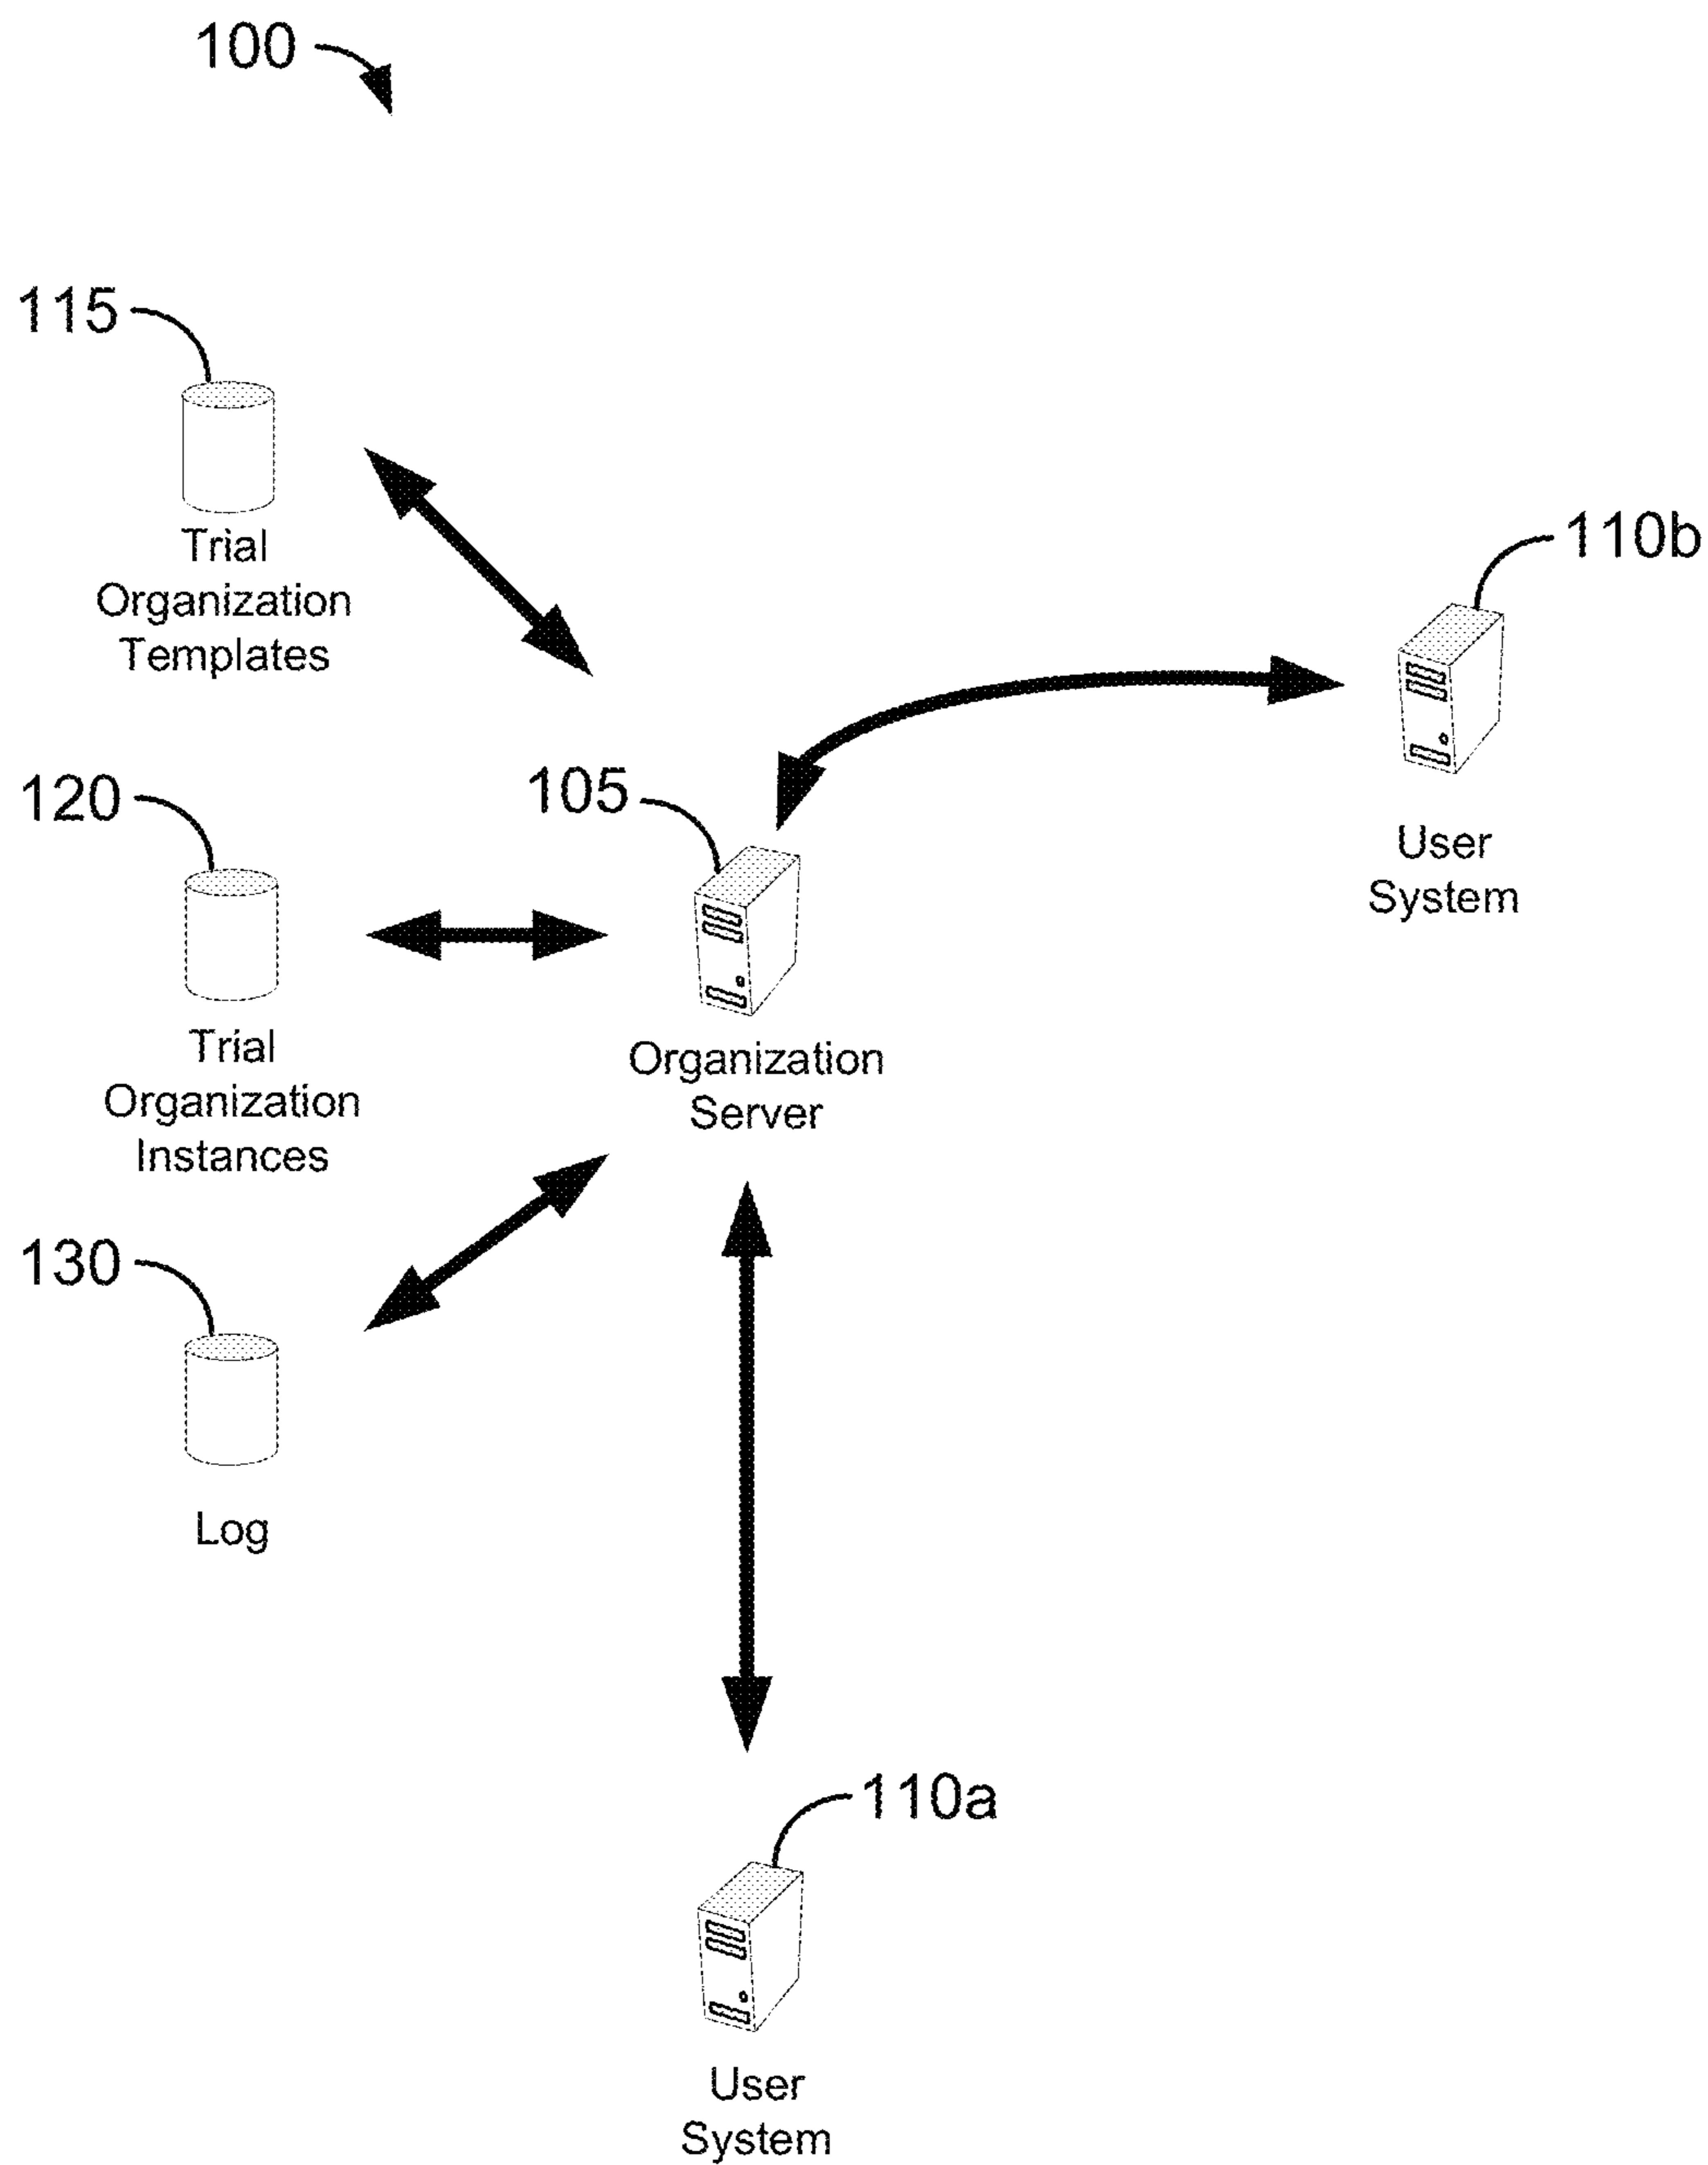 100
115
Trial
Organization
Templates
110b
User
System
120
Trial
Organization
Instances
105
Organization
Server
130
Log
110a
User
System